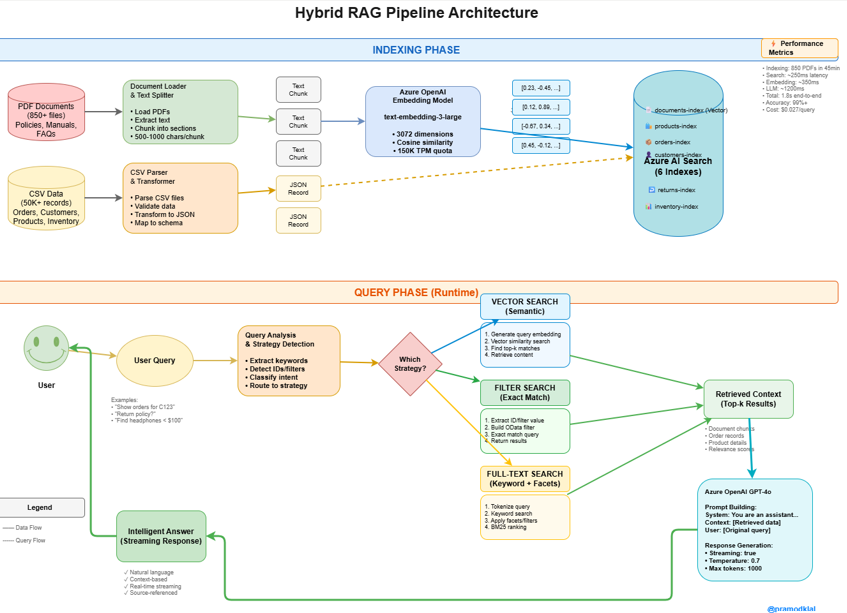 Hybrid RAG Pipeline Architecture
INDEXING PHASE
⚡ Performance
Metrics
• Indexing: 850 PDFs in 45min
• Search: ~250ms latency
• Embedding: ~350ms
• LLM: ~1200ms
• Total: 1.8s end-to-end
• Accuracy: 99%+
• Cost: $0.027/query
PDF Documents
(850+ files)
Policies, Manuals,
FAQs
Document Loader
& Text Splitter
• Load PDFs
• Extract text
• Chunk into sections
• 500-1000 chars/chunk
Text
Chunk
Text
Chunk
Text
Chunk
Azure OpenAI
Embedding Model
text-embedding-3-large
• 3072 dimensions
• Cosine similarity
• 150K TPM quota
[0.23, -0.45, ...]
[0.12, 0.89, ...]
[-0.67, 0.34, ...]
[0.45, -0.12, ...]
documents-index (Vector)
products-index
orders-index
customers-index
Azure AI Search
(6 Indexes)
returns-index
inventory-index
CSV Data
(50K+ records)
Orders, Customers,
Products, Inventory
CSV Parser
& Transformer
• Parse CSV files
• Validate data
• Transform to JSON
• Map to schema
JSON
Record
JSON
Record
QUERY PHASE (Runtime)
User
User Query
Examples:
• "Show orders for C123"
• "Return policy?"
• "Find headphones < $100"
Query Analysis
& Strategy Detection
• Extract keywords
• Detect IDs/filters
• Classify intent
• Route to strategy
Which
Strategy?
VECTOR SEARCH
(Semantic)
1. Generate query embedding
2. Vector similarity search
3. Find top-k matches
4. Retrieve content
FILTER SEARCH
(Exact Match)
1. Extract ID/filter value
2. Build OData filter
3. Exact match query
4. Return results
FULL-TEXT SEARCH
(Keyword + Facets)
1. Tokenize query
2. Keyword search
3. Apply facets/filters
4. BM25 ranking
Retrieved Context
(Top-k Results)
• Document chunks
• Order records
• Product details
• Relevance scores
Azure OpenAI GPT-4o
Prompt Building:
System: You are an assistant...
Context: [Retrieved data]
User: [Original query]
Response Generation:
• Streaming: true
• Temperature: 0.7
• Max tokens: 1000
Legend
Data Flow
Query Flow
Intelligent Answer
(Streaming Response)
✓ Natural language
✓ Context-based
✓ Real-time streaming
✓ Source-referenced
@pramodklal